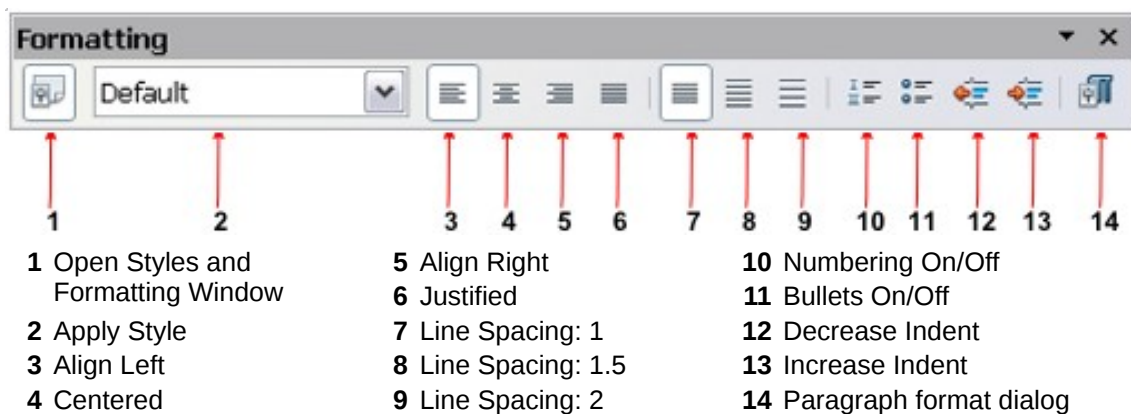 Formatting
Default
1 2 3 4 5 6 7 8 9 10 11 12 13 14
1 Open Styles and
Formatting Window
2 Apply Style
3 Align Left
4 Centered
5 Align Right
6 Justified
7 Line Spacing: 1
8 Line Spacing: 1.5
9 Line Spacing: 2
10 Numbering On/Off
11 Bullets On/Off
12 Decrease Indent
13 Increase Indent
14 Paragraph format dialog